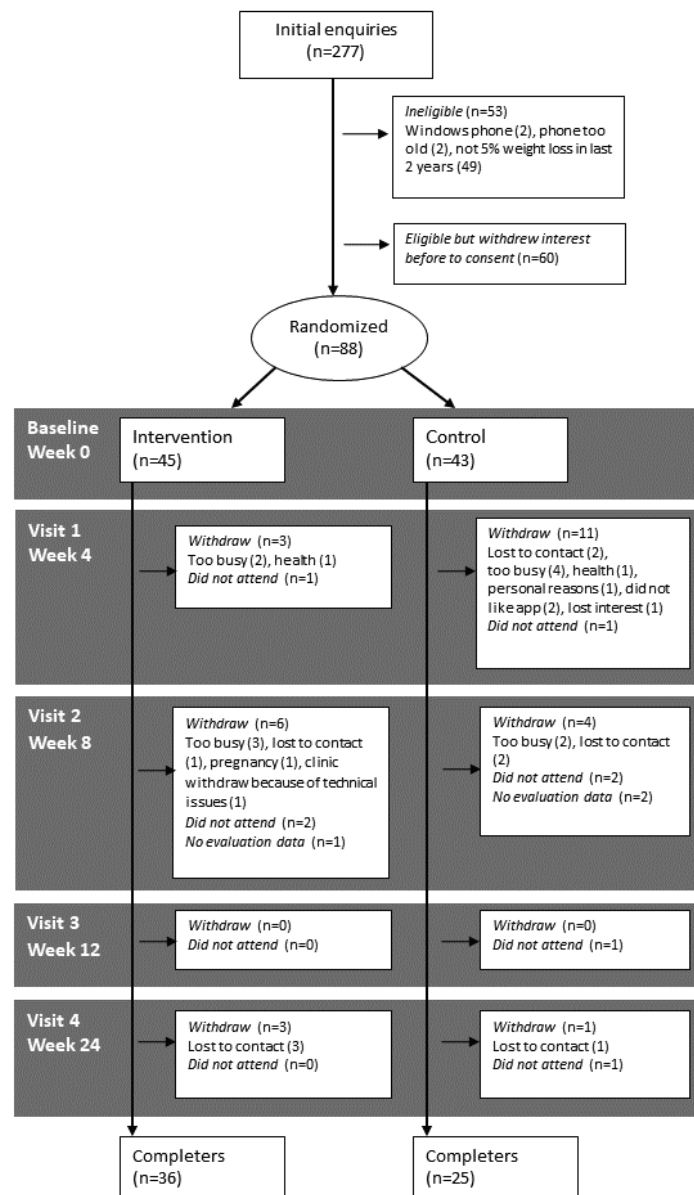 Initial enquiries
(n=277)
Ineligible (n=53)
Windows phone (2), phone too
old (2), not 5% weight loss in last
2 years (49)
Eligible but withdrew interest
before to consent (n=60)
Randomized
(n=88)
Baseline
Week 0
Intervention
(n=45)
Control
(n=43)
Visit 1
Week 4
Withdraw (n=3)
Too busy (2), health (1)
Did not attend (n=1)
Withdraw (n=11)
Lost to contact (2),
too busy (4), health (1),
personal reasons (1), did not
like app (2), lost interest (1)
Did not attend (n=1)
Visit 2
Week 8
Withdraw (n=6)
Too busy (3), lost to contact
(1), pregnancy (1), clinic
withdraw because of technical
issues (1)
Did not attend (n=2)
No evaluation data (n=1)
Withdraw (n=4)
Too busy (2), lost to contact
(2)
Did not attend (n=2)
No evaluation data (n=2)
Visit 3
Week 12
Withdraw (n=0)
Did not attend (n=0)
Withdraw (n=0)
Did not attend (n=1)
Visit 4
Week 24
Withdraw (n=3)
Lost to contact (3)
Did not attend (n=0)
Withdraw (n=1)
Lost to contact (1)
Did not attend (n=1)
Completers
(n=36)
Completers
(n=25)